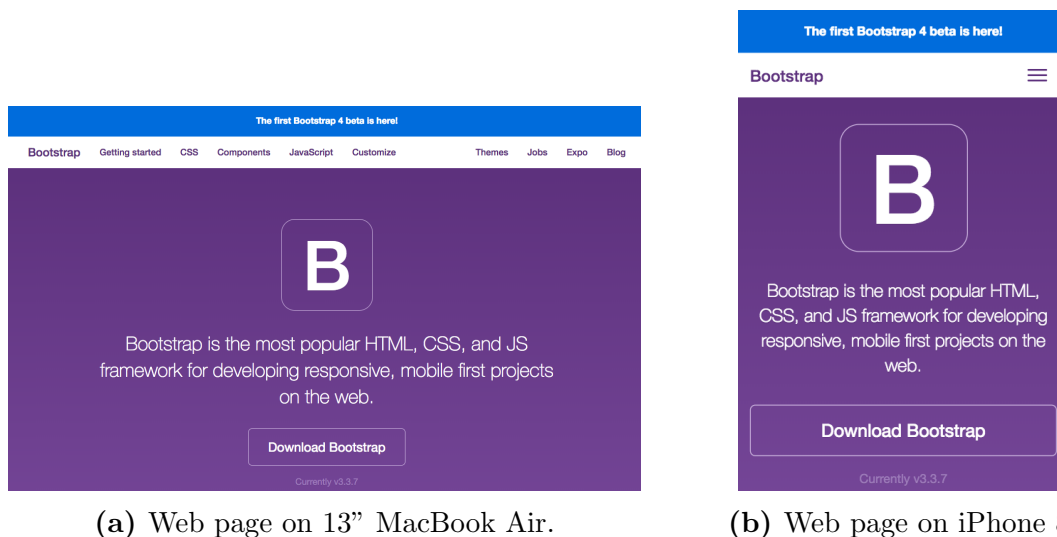 The first Bootstrap 4 beta is here!
Bootstrap Getting started CSS Components JavaScript Customize Themes Jobs Expo Blog
B
Bootstrap is the most popular HTML, CSS, and JS
framework for developing responsive, mobile first projects
on the web.
Download Bootstrap
Currently v3.3.7
(a) Web page on 13” MacBook Air.
The first Bootstrap 4 beta is here!
Bootstrap
B
Bootstrap is the most popular HTML,
CSS, and JS framework for developing
responsive, mobile first projects on the
web.
Download Bootstrap
Currently v3.3.7
(b) Web page on iPhone